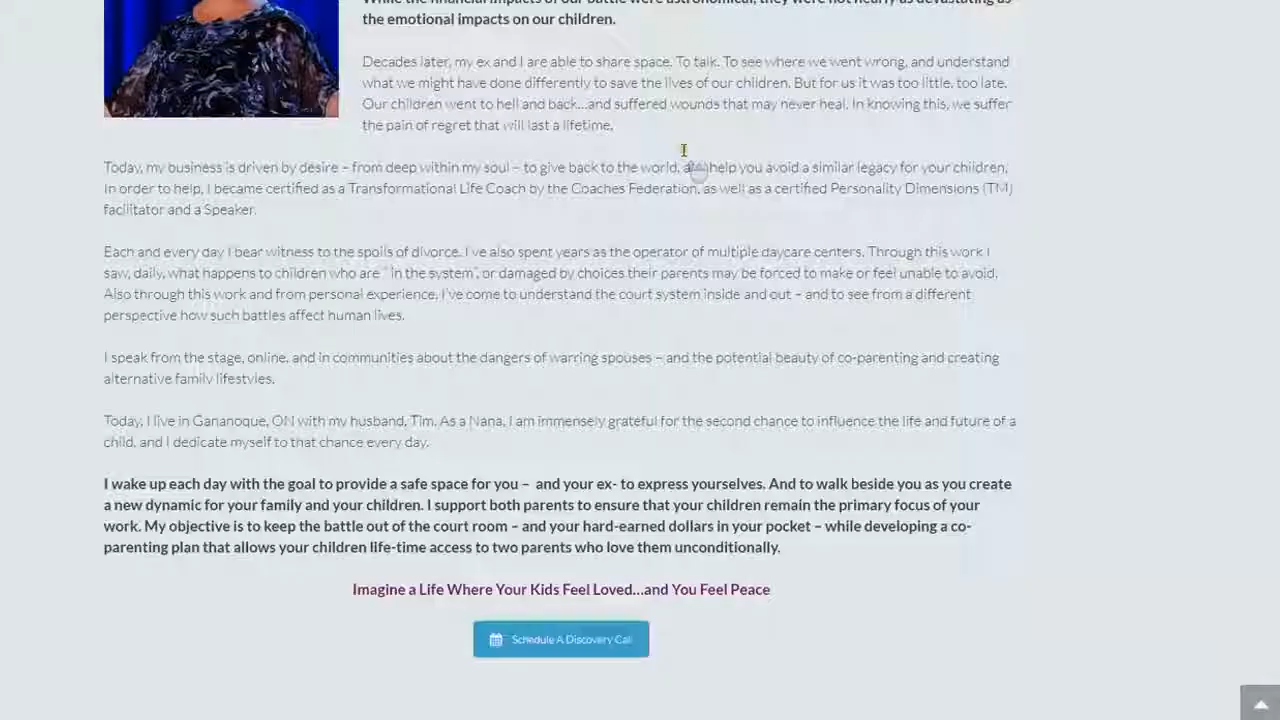 the emotional impacts on our children.
Decades later, my ex and I are able to share space. To talk. To see where we went wrong, and understand
what we might have done differently to save the lives of our children. But for us it was too little, too late.
Our children went to hell and back...and suffered wounds that may never heal. In knowing this, we suffer
the pain of regret that will last a lifetime.
Today, my business is driven by desire – from deep within my soul – to give back to the world, help you avoid a similar legacy for your children.
In order to help, I became certified as a Transformational Life Coach by the Coaches Federation, as well as a certified Personality Dimensions (TM)
facilitator and a Speaker.
Each and every day I bear witness to the spoils of divorce. I've also spent years as the operator of multiple daycare centers. Through this work I
saw, daily, what happens to children who are "in the system", or damaged by choices their parents may be forced to make or feel unable to avoid.
Also through this work and from personal experience, I've come to understand the court system inside and out – and to see from a different
perspective how such battles affect human lives.
I speak from the stage, online, and in communities about the dangers of warring spouses – and the potential beauty of co-parenting and creating
alternative family lifestyles.
Today, I live in Gananoque, ON with my husband, Tim. As a Nana, I am immensely grateful for the second chance to influence the life and future of a
child, and I dedicate myself to that chance every day.
I wake up each day with the goal to provide a safe space for you – and your ex- to express yourselves. And to walk beside you as you create
a new dynamic for your family and your children. I support both parents to ensure that your children remain the primary focus of your
work. My objective is to keep the battle out of the court room – and your hard-earned dollars in your pocket – while developing a co-
parenting plan that allows your children life-time access to two parents who love them unconditionally.
Imagine a Life Where Your Kids Feel Loved...and You Feel Peace
Schedule A Discovery Call